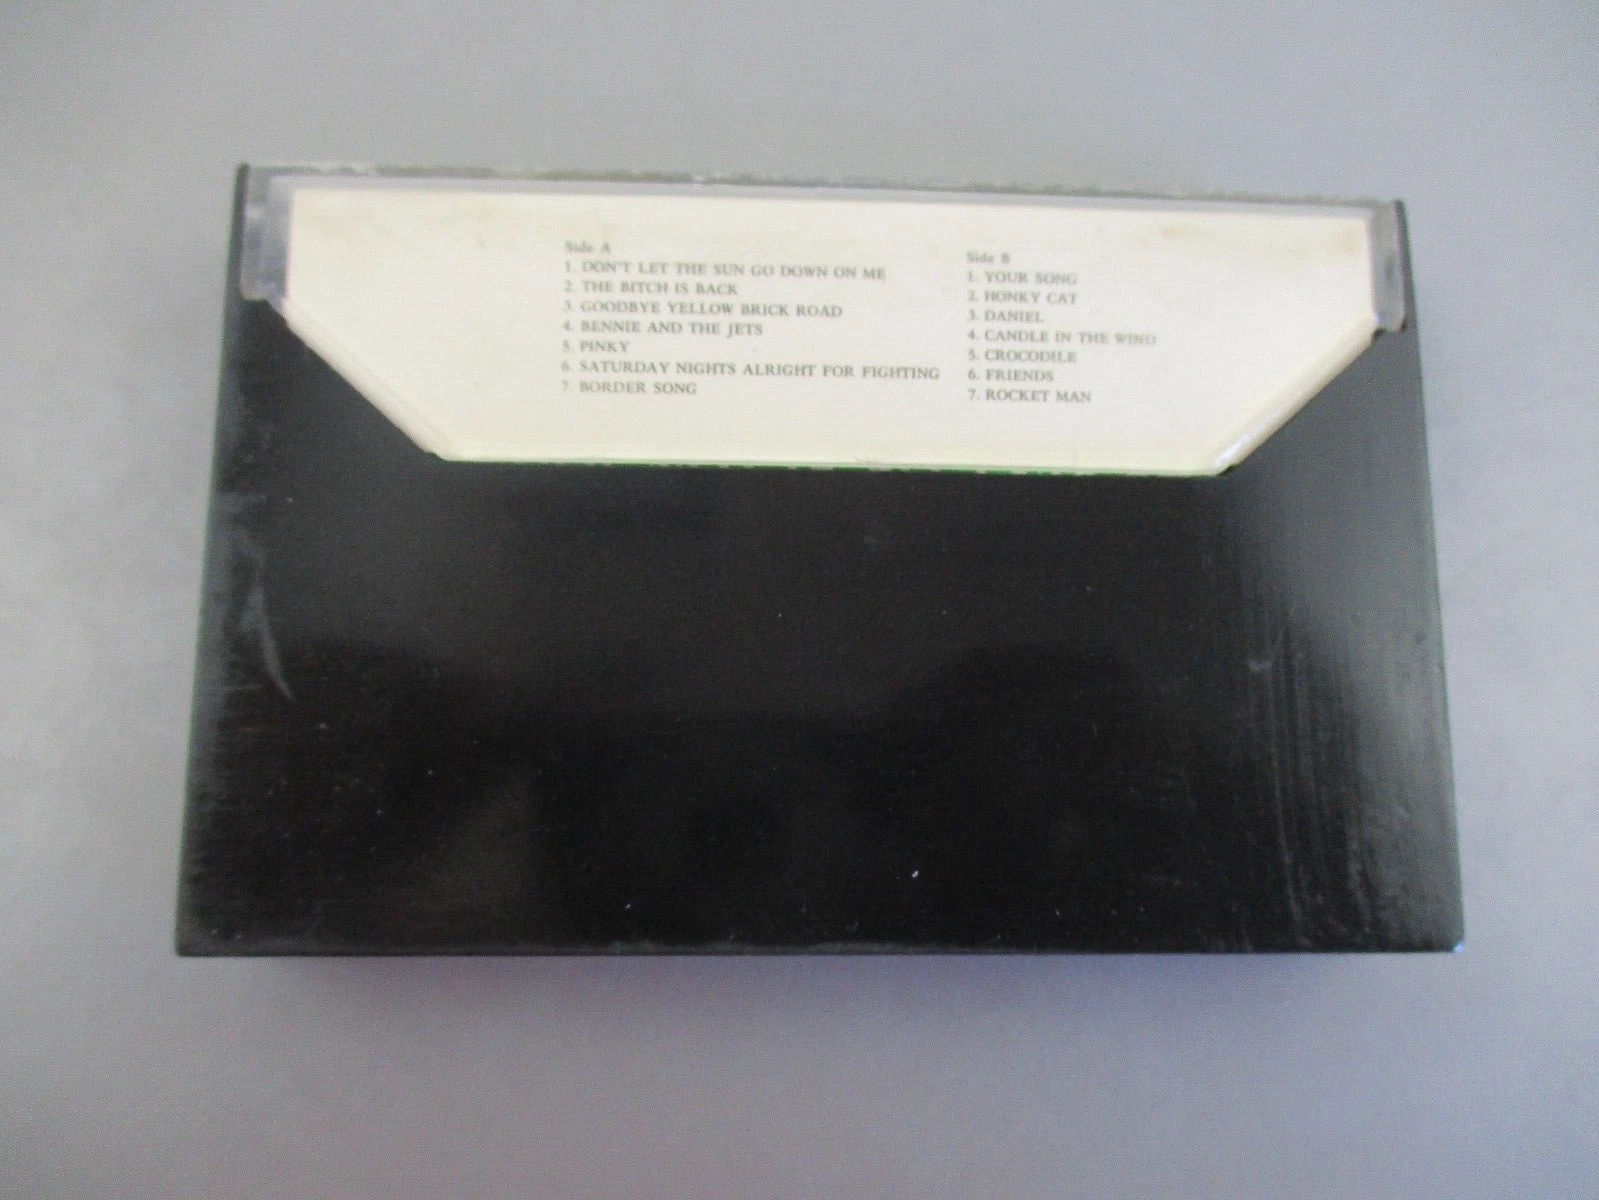 Side A
1. DON'T LET THE SUN GO DOWN ON ME
2. THE BITCH IS BACK
3. GOODBYE YELLOW BRICK ROAD
4. BENNIE AND THE JETS
5. PINKY
6. SATURDAY NIGHTS ALRIGHT FOR FIGHTING
7. BORDER SONG
Side B
1. YOUR SONG
2. HONKY CAT
3. DANIEL
4. CANDLE IN THE WIND
5. CROCODILE
6. FRIENDS
7. ROCKET MAN